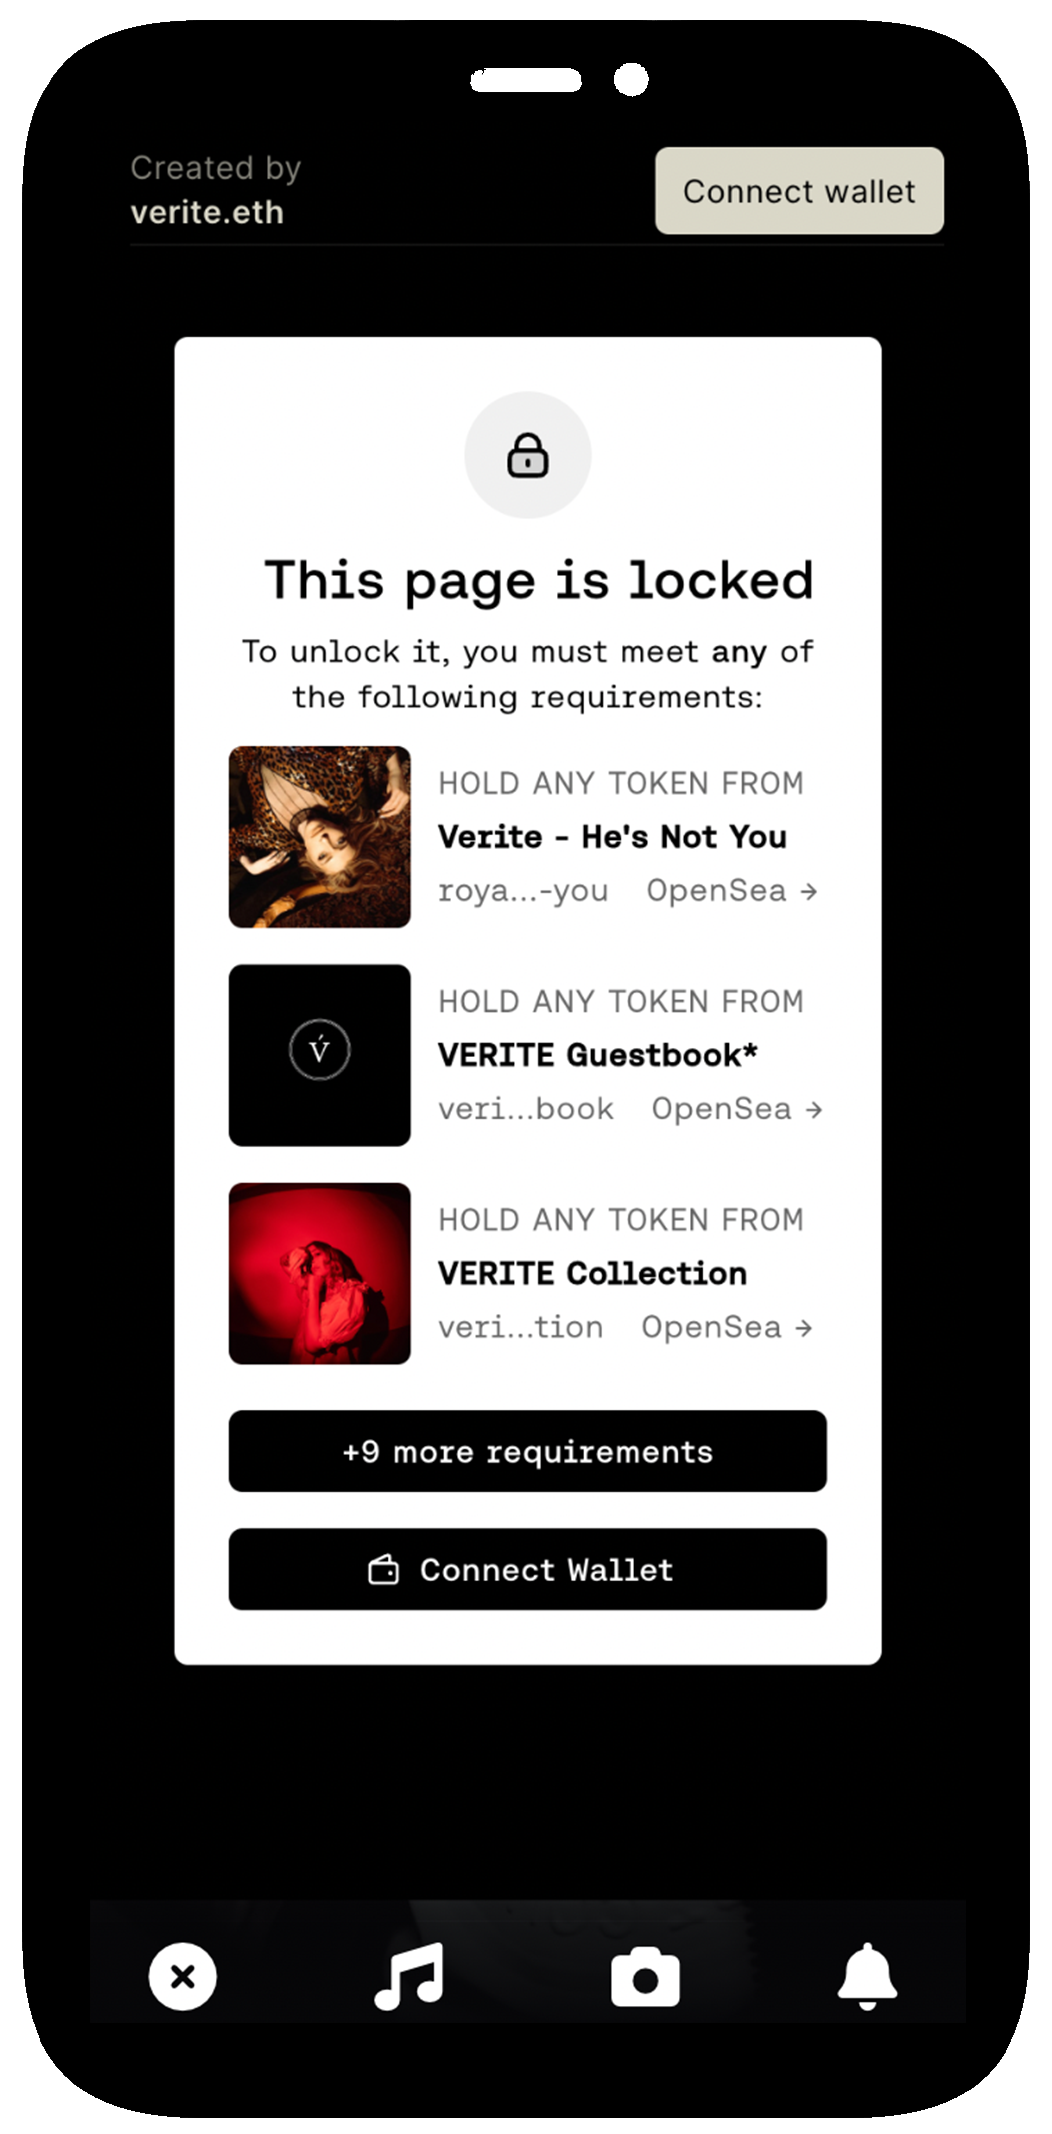 Created by
verite.eth
Connect wallet
This page is locked
To unlock it, you must meet any of
the following requirements:
HOLD ANY TOKEN FROM
Verite - He's Not You
roya...-you OpenSea →
V́
HOLD ANY TOKEN FROM
VERITE Guestbook*
veri...book OpenSea →
HOLD ANY TOKEN FROM
VERITE Collection
veri...tion OpenSea →
+9 more requirements
Connect Wallet